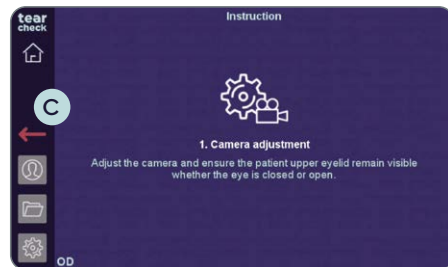 tear
check
Instruction
C
1. Camera adjustment
Adjust the camera and ensure the patient upper eyelid remain visible
whether the eye is closed or open.
OD